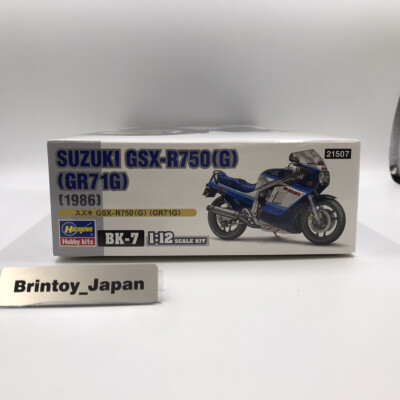 SUZUKI GSX-R750(G)
(GR71G)
(1986)
スズキ GSX-R750(G) (GR71G)
Hasegawa
Hobby kits
BK-7 1:12 SCALE KIT
21507
SUZUKI
Brintoy_Japan